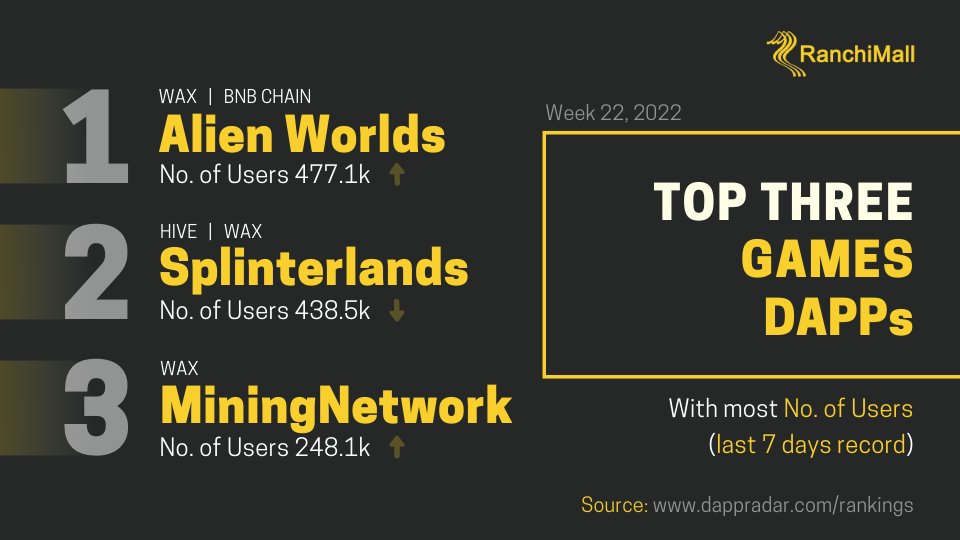 RanchiMall
1
WAX | BNB CHAIN
Alien Worlds
No. of Users 477.1k
2
HIVE | WAX
Splinterlands
No. of Users 438.5k
3
WAX
MiningNetwork
No. of Users 248.1k
Week 22, 2022
TOP THREE
GAMES
DAPPs
With most No. of Users
(last 7 days record)
Source: www.dappradar.com/rankings